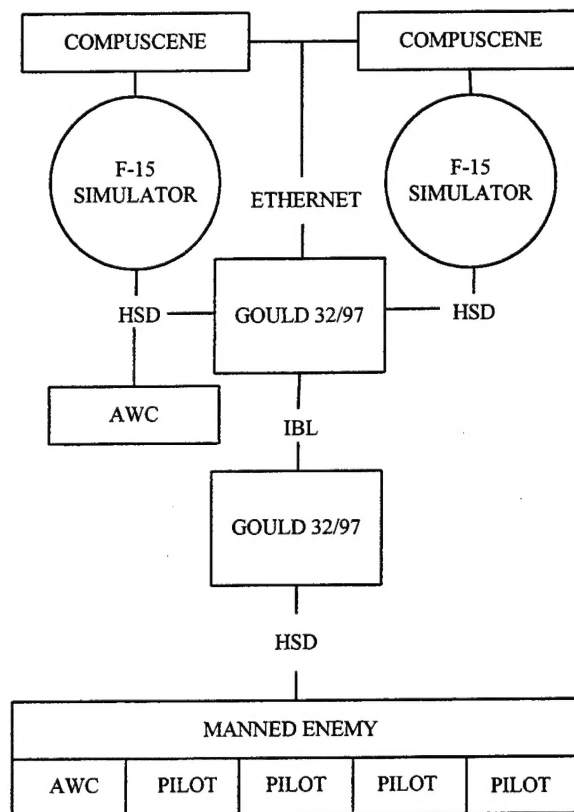 COMPUSCENE
COMPUSCENE
F-15
SIMULATOR
F-15
SIMULATOR
ETHERNET
HSD
GOULD 32/97
HSD
AWC
IBL
GOULD 32/97
HSD
MANNED ENEMY
AWC
PILOT
PILOT
PILOT
PILOT